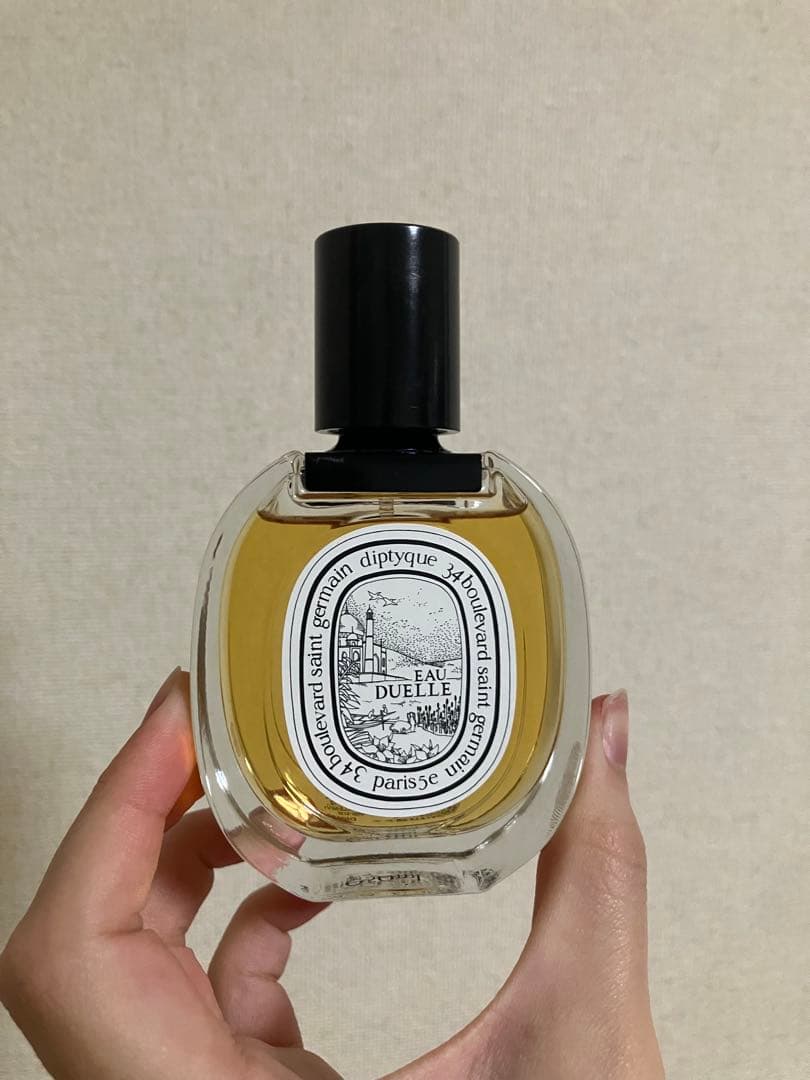 diptyque 34 boulevard saint germain paris 5e 34 boulevard saint germain
EAU
DUELLE